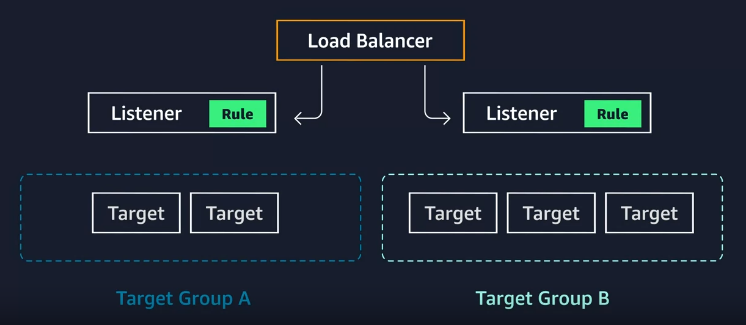 Load Balancer
Listener Rule
Listener Rule
Target Target
Target Target Target
Target Group A
Target Group B